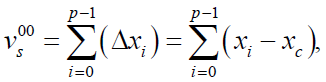 v_s^{00} = \sum_{i=0}^{p-1} (\Delta x_i) = \sum_{i=0}^{p-1} (x_i - x_c),